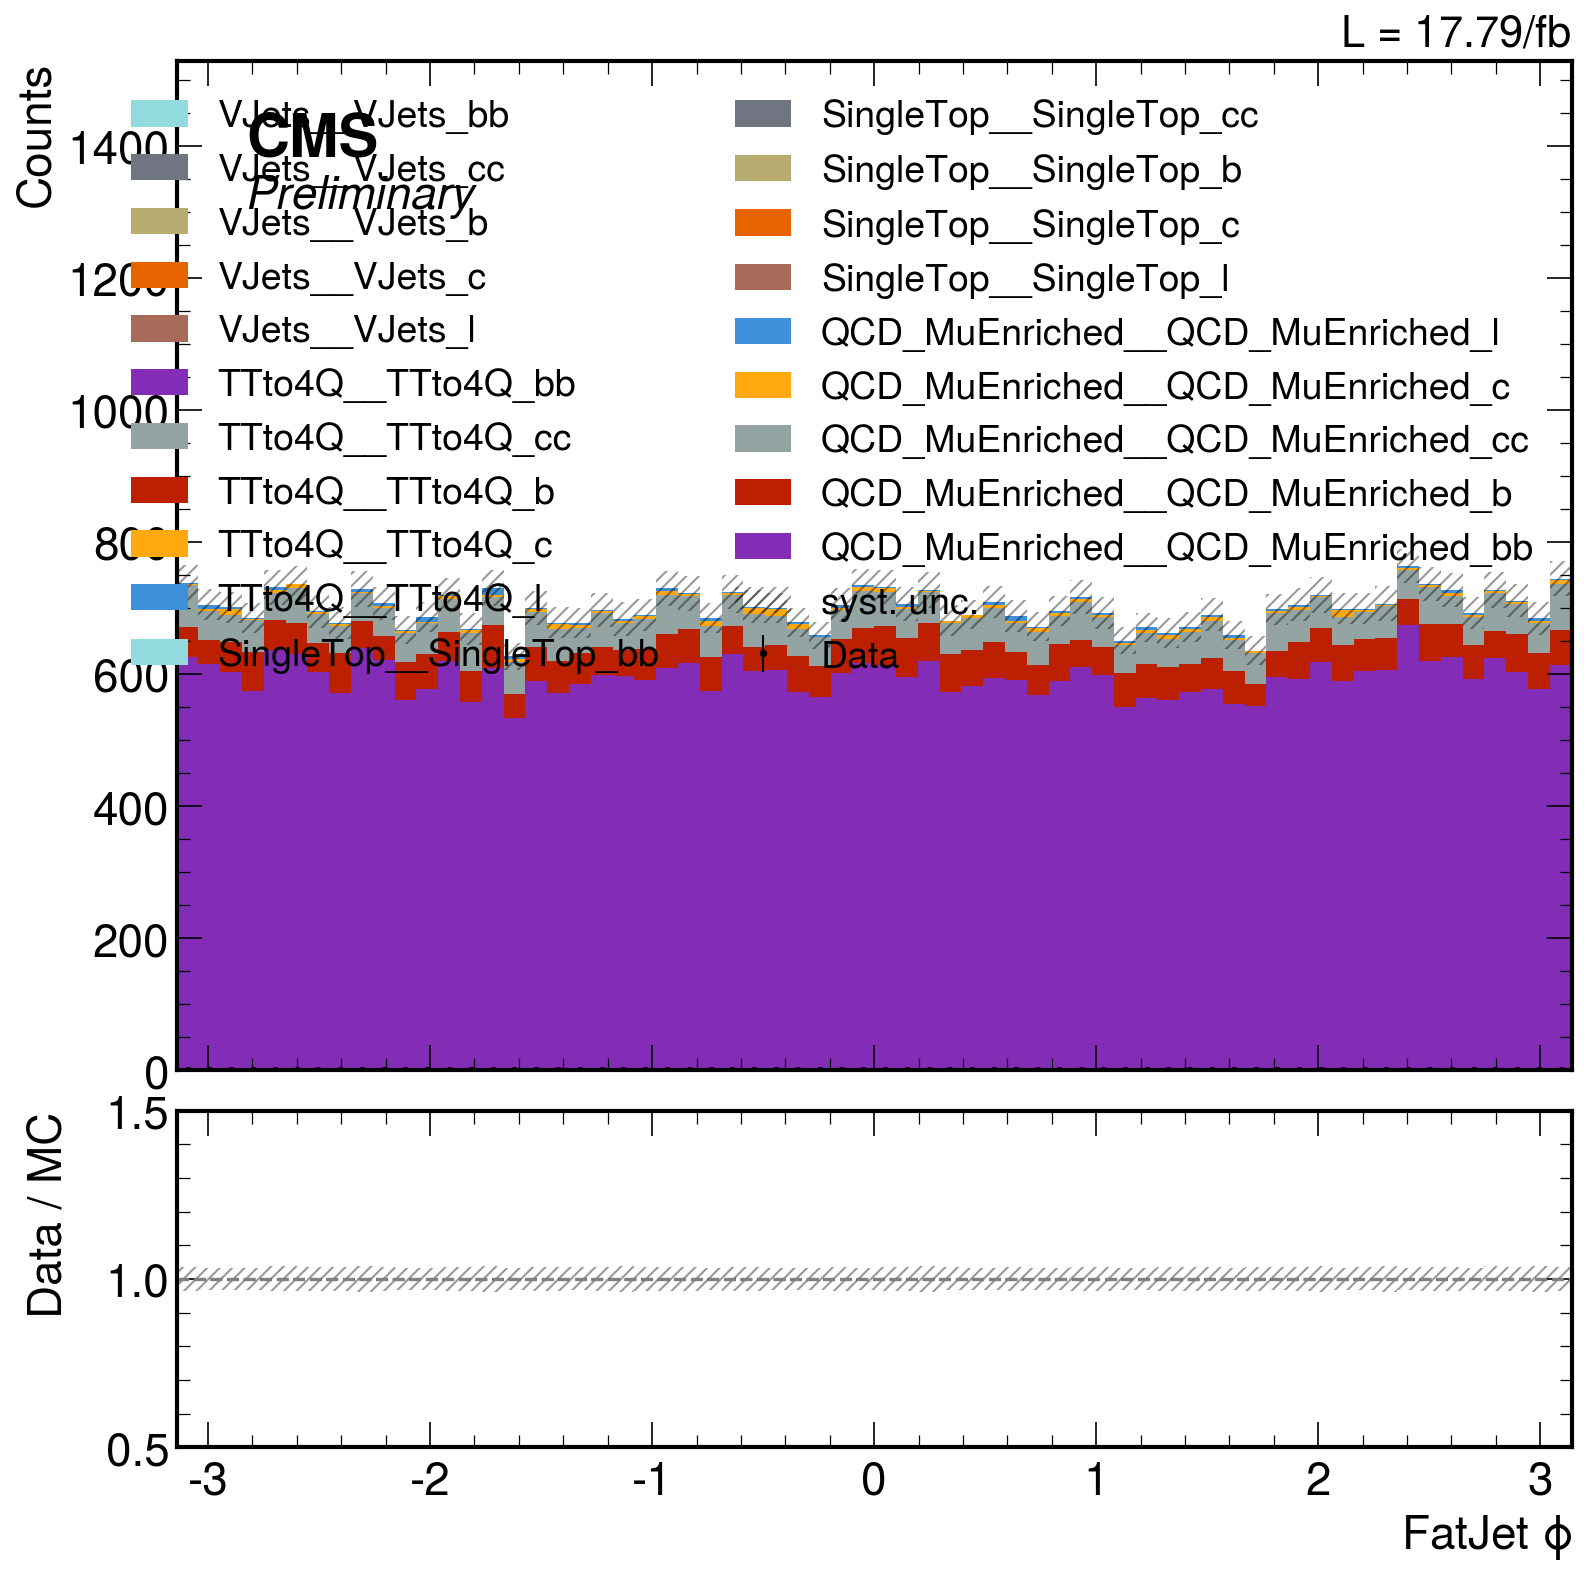 L = 17.79/fb
Counts
CMS
Preliminary
VJets__VJets_bb
VJets__VJets_cc
VJets__VJets_b
VJets__VJets_c
VJets__VJets_l
TTto4Q__TTto4Q_bb
TTto4Q__TTto4Q_cc
TTto4Q__TTto4Q_b
TTto4Q__TTto4Q_c
TTto4Q__TTto4Q_l
SingleTop__SingleTop_bb
SingleTop__SingleTop_cc
SingleTop__SingleTop_b
SingleTop__SingleTop_c
SingleTop__SingleTop_l
QCD_MuEnriched__QCD_MuEnriched_l
QCD_MuEnriched__QCD_MuEnriched_c
QCD_MuEnriched__QCD_MuEnriched_cc
QCD_MuEnriched__QCD_MuEnriched_b
QCD_MuEnriched__QCD_MuEnriched_bb
syst. unc.
Data
1400
1200
1000
800
600
400
200
0
Data / MC
1.5
1.0
0.5
-3 -2 -1 0 1 2 3
FatJet ϕ